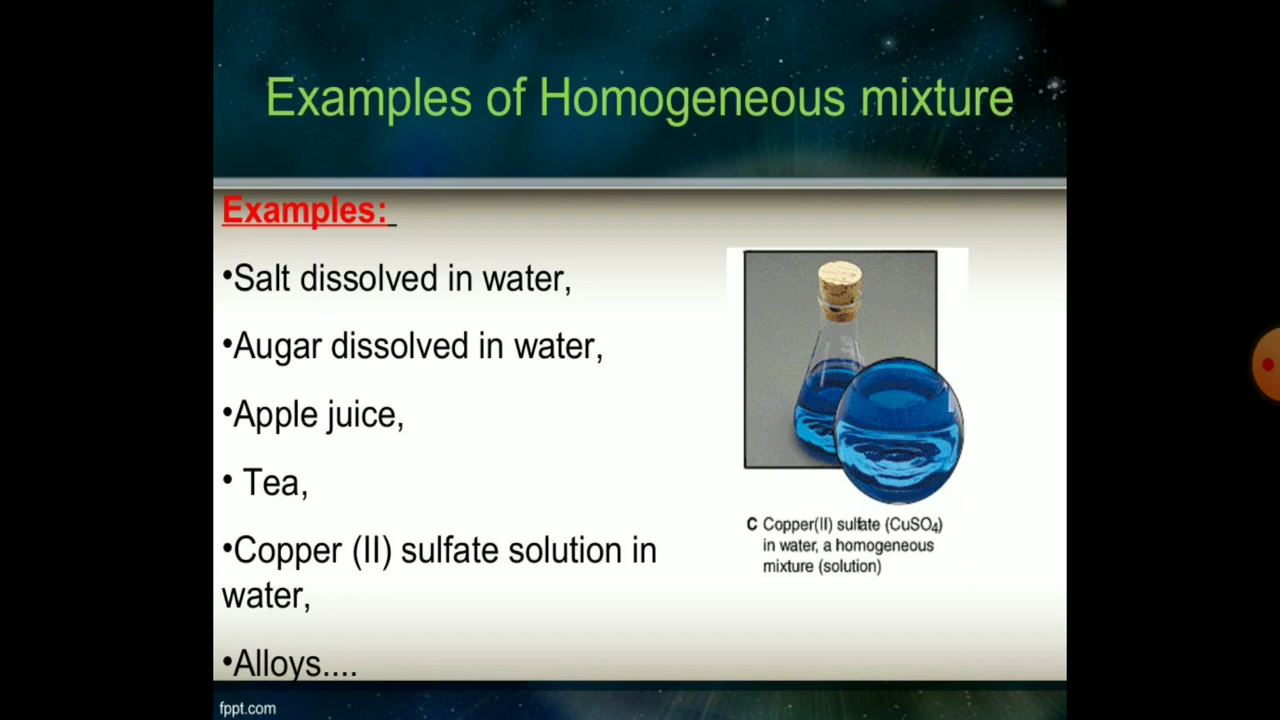 Examples of Homogeneous mixture
Examples:
•Salt dissolved in water,
•Augar dissolved in water,
•Apple juice,
• Tea,
•Copper (II) sulfate solution in
water,
•Alloys....
C Copper(II) sulfate (CuSO4)
in water, a homogeneous
mixture (solution)
fppt.com